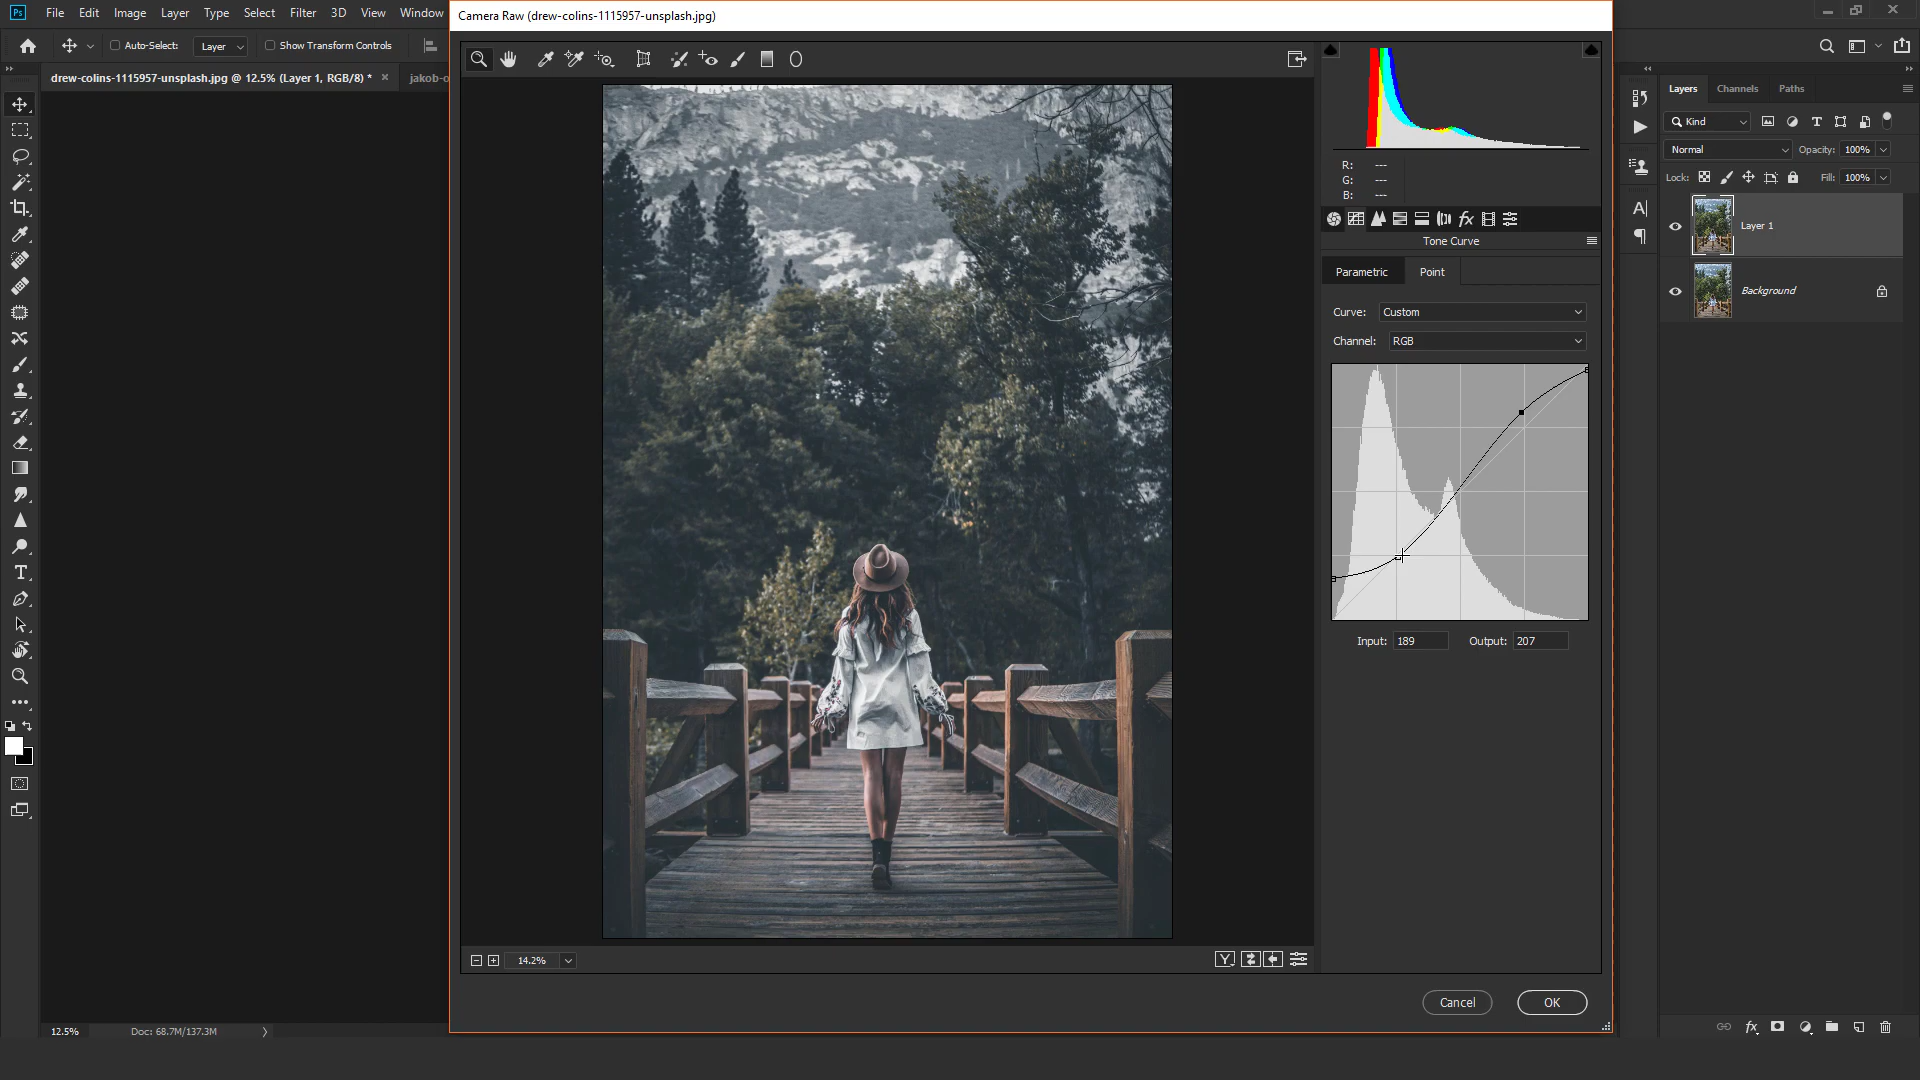 Ps File Edit Image Layer Type Select Filter 3D View Window
Camera Raw (drew-colins-1115957-unsplash.jpg)
Auto-Select: Layer Show Transform Controls
drew-colins-1115957-unsplash.jpg @ 12.5% (Layer 1, RGB/8) * ×
jakob-o
R: ---
G: ---
B: ---
fx
Tone Curve
Parametric Point
Curve: Custom
Channel: RGB
Input: 189 Output: 207
14.2%
Y
Cancel OK
12.5% Doc: 68.7M/137.3M
Layers Channels Paths
Kind
Normal Opacity: 100%
Lock: Fill: 100%
Layer 1
Background
fx